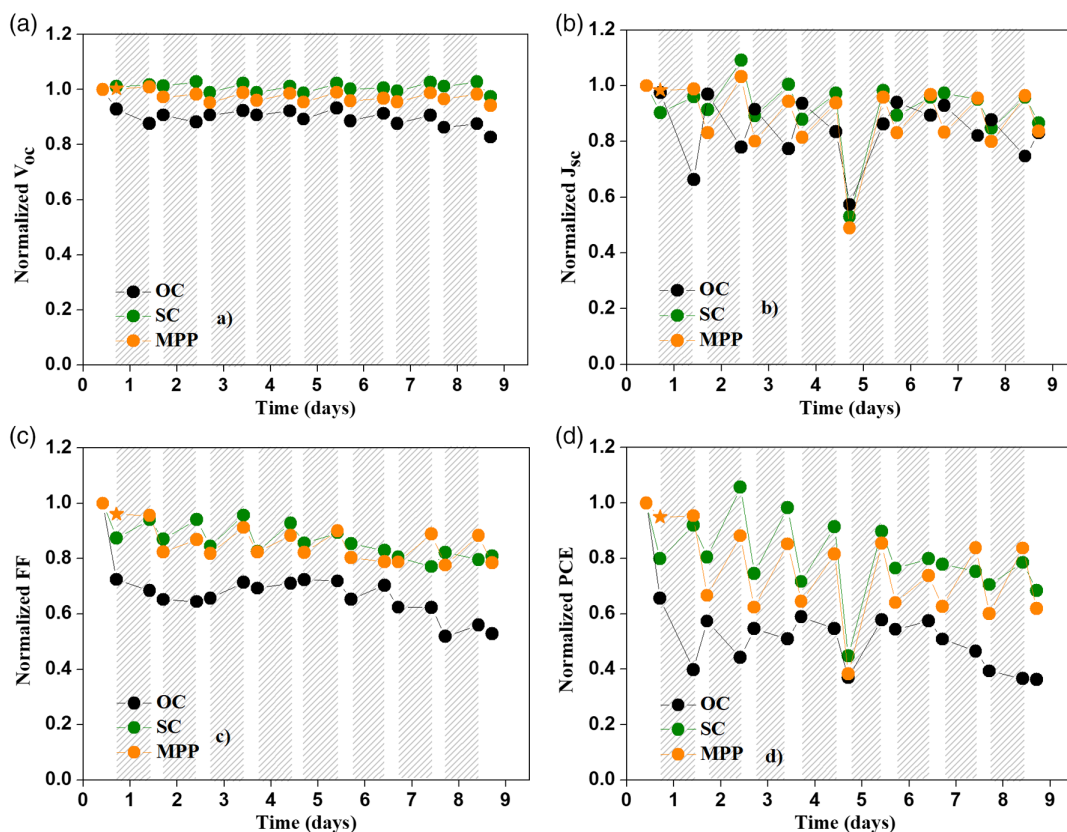 (a)
1.2
1.0
0.8
0.6
0.4
0.2
0.0
Normalized Voc
OC
SC
MPP
a)
0 1 2 3 4 5 6 7 8 9
Time (days)
(b)
1.2
1.0
0.8
0.6
0.4
0.2
0.0
Normalized Jsc
OC
SC
MPP
b)
0 1 2 3 4 5 6 7 8 9
Time (days)
(c)
1.2
1.0
0.8
0.6
0.4
0.2
0.0
Normalized FF
OC
SC
MPP
c)
0 1 2 3 4 5 6 7 8 9
Time (days)
(d)
1.2
1.0
0.8
0.6
0.4
0.2
0.0
Normalized PCE
OC
SC
MPP
d)
0 1 2 3 4 5 6 7 8 9
Time (days)